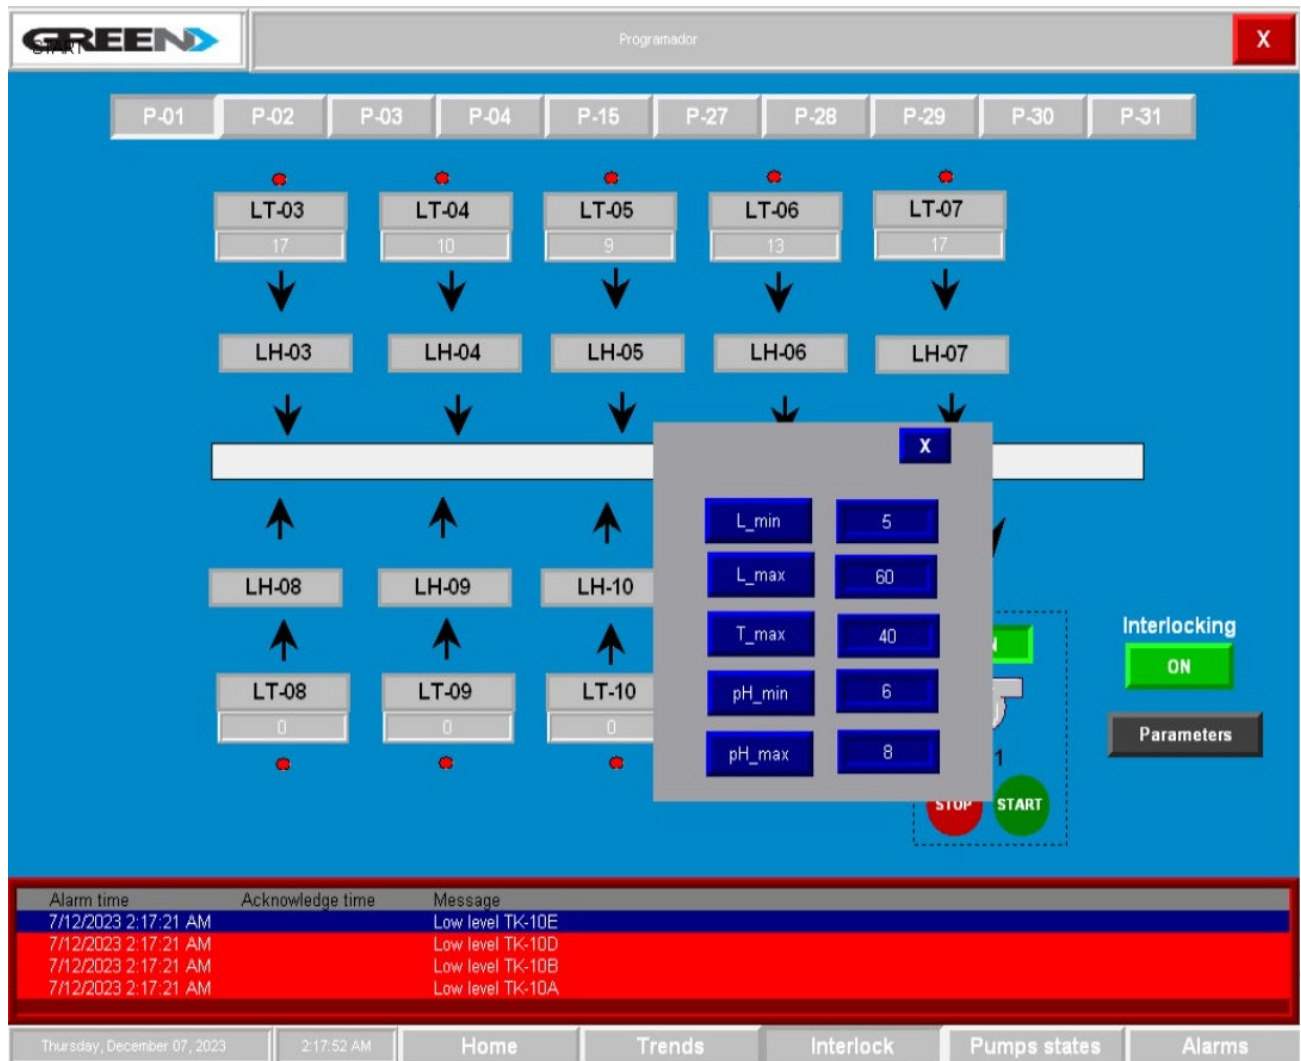 GREEN
START
Programador
X
P-01 P-02 P-03 P-04 P-15 P-27 P-28 P-29 P-30 P-31
LT-03 LT-04 LT-05 LT-06 LT-07
17 10 9 13 17
LH-03 LH-04 LH-05 LH-06 LH-07
X
L_min 5
L_max 60
T_max 40
pH_min 6
pH_max 8
LH-08 LH-09 LH-10
LT-08 LT-09 LT-10
0 0 0
Interlocking
ON
Parameters
1
STOP START
Alarm time Acknowledge time Message
7/12/2023 2:17:21 AM Low level TK-10E
7/12/2023 2:17:21 AM Low level TK-10D
7/12/2023 2:17:21 AM Low level TK-10B
7/12/2023 2:17:21 AM Low level TK-10A
Thursday, December 07, 2023 2:17:52 AM Home Trends Interlock Pumps states Alarms